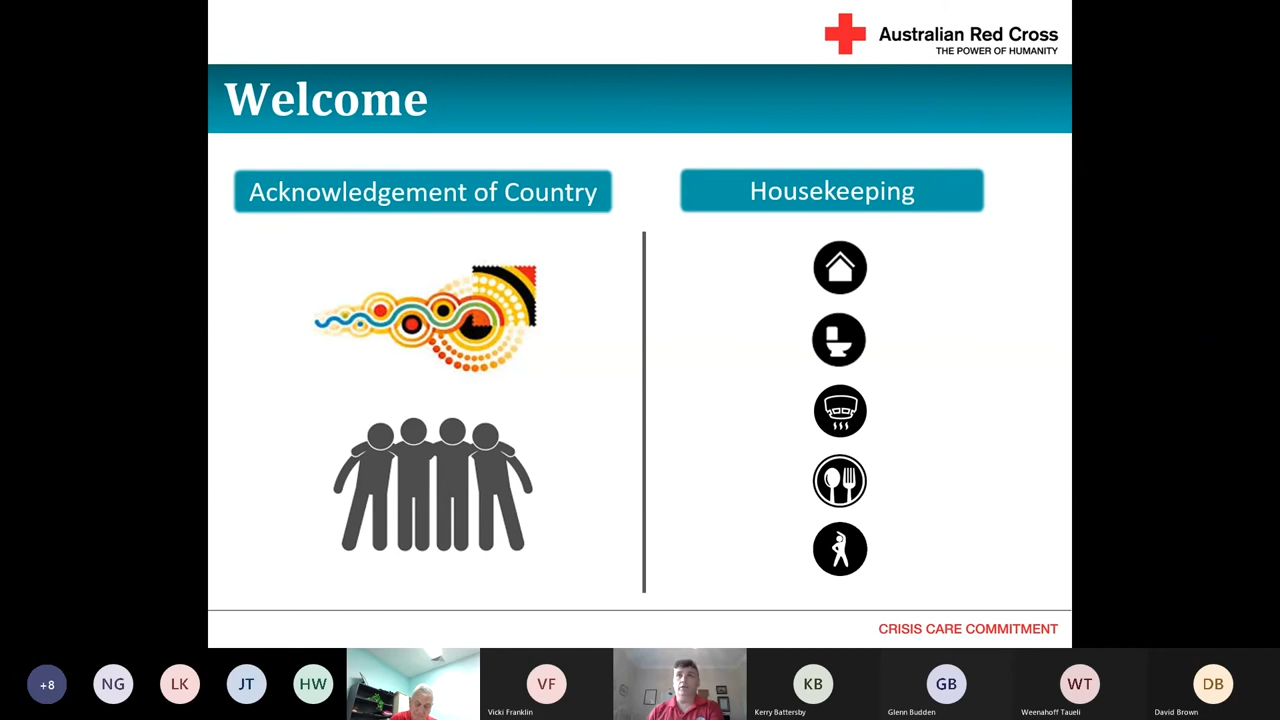 Australian Red Cross
THE POWER OF HUMANITY
Welcome
Acknowledgement of Country
Housekeeping
CRISIS CARE COMMITMENT
+8
NG
LK
JT
HW
VF
KB
GB
WT
DB
Vicki Franklin
Kerry Battersby
Glenn Budden
Weenahoff Taueli
David Brown